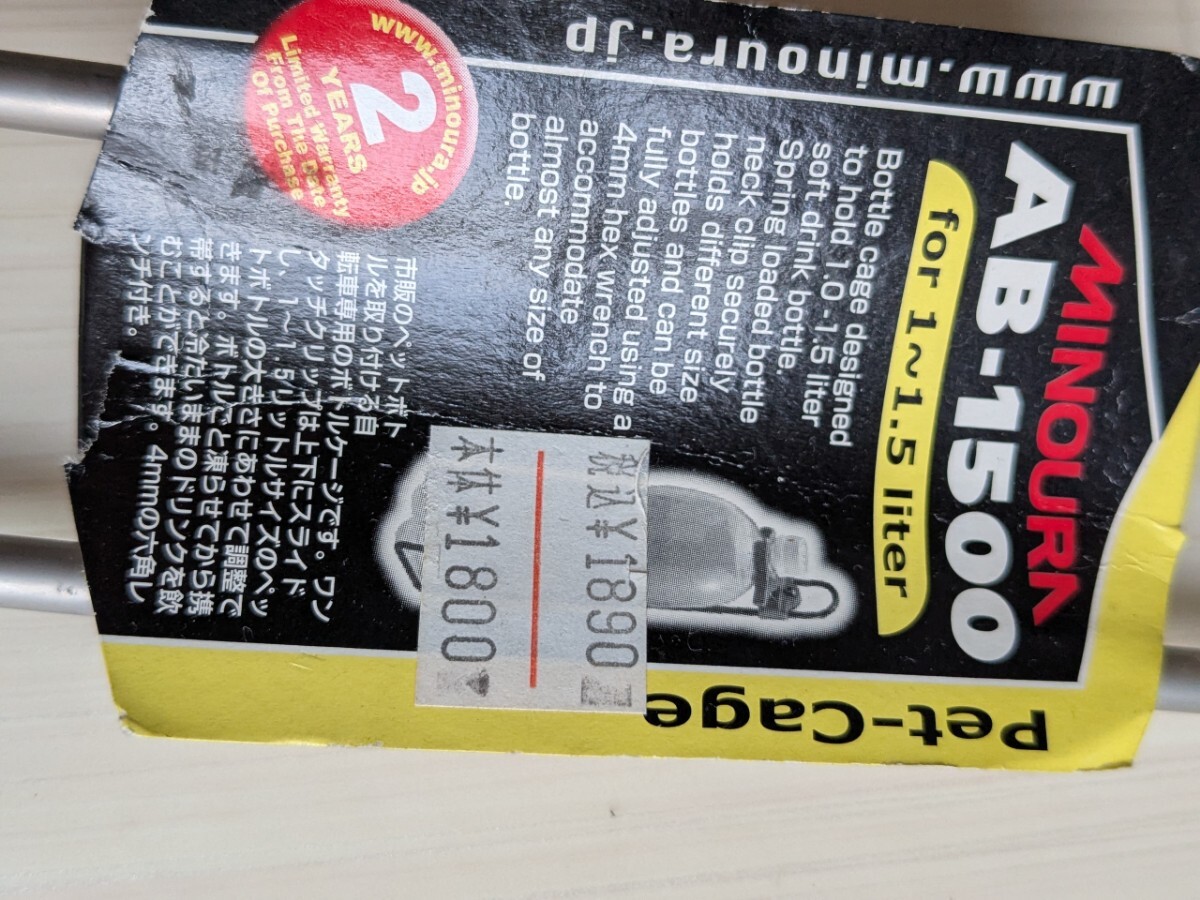 www.minoura.jp
MINOURA
AB-1500
for 1~1.5 liter
Bottle cage designed
to hold 1.0 -1.5 liter
soft drink bottle.
Spring loaded bottle
neck clip securely
holds different size
bottles and can be
fully adjusted using a
4mm hex wrench to
accommodate
almost any size of
bottle.
www.minoura.jp
2
YEARS
Limited Warranty
From The Date
Of Purchase
市販のペットボト
ルを取り付ける自
転車専用のボトルケージです。ワン
タッチクリップは上下にスライド
し、1～1.5リットルサイズのペッ
トボトルの大きさにあわせて調整で
きます。ボトルごと凍らせてから携
帯すると冷たいままのドリンクを飲
むことができます。4mmの六角レ
ンチ付き。
税込¥1890
本体¥1800
Pet-Cage